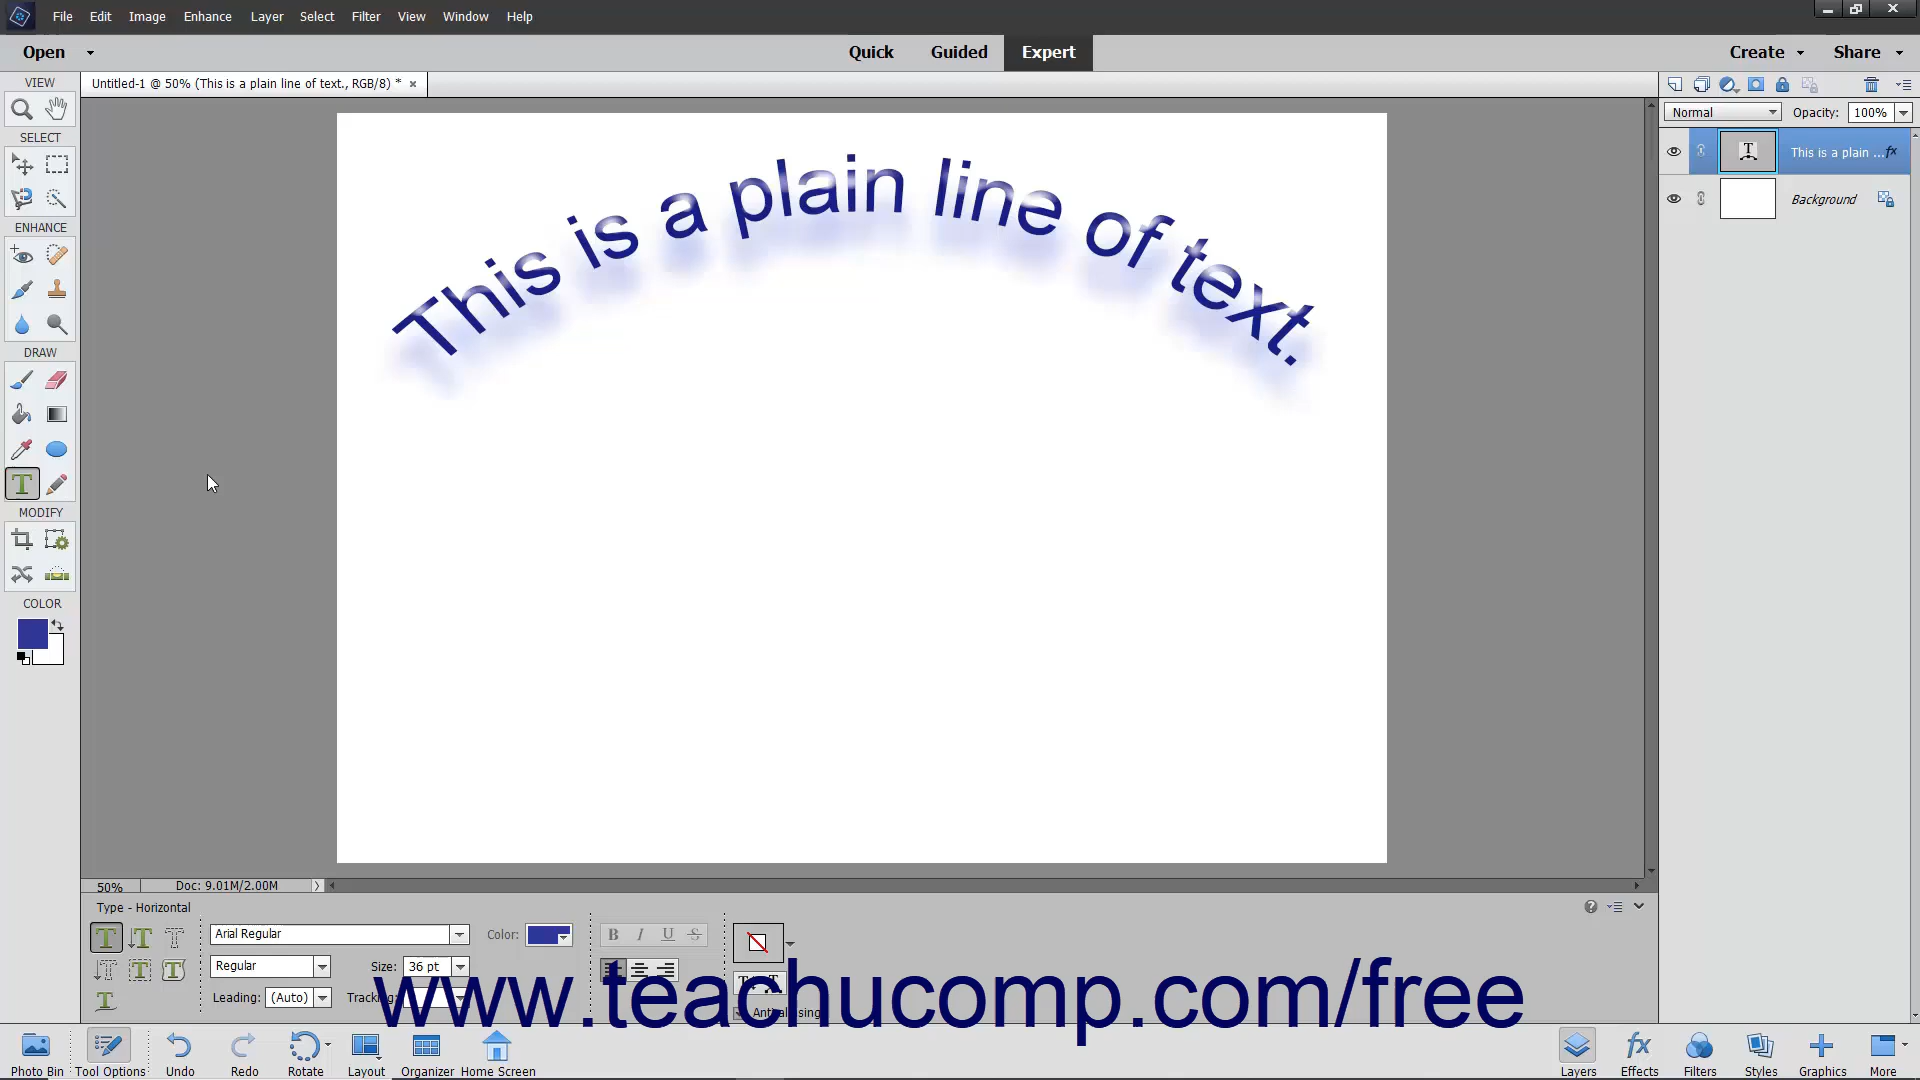 File Edit Image Enhance Layer Select Filter View Window Help
Open Quick Guided Expert Create Share
VIEW
Untitled-1 @ 50% (This is a plain line of text., RGB/8) * ×
Normal Opacity: 100%
SELECT
This is a plain ... fx
Background
ENHANCE
DRAW
MODIFY
COLOR
This is a plain line of text.
50% Doc: 9.01M/2.00M
Type - Horizontal
Arial Regular Color: B I U S
Regular Size: 36 pt
Leading: (Auto) Tracking:
www.teachucomp.com/free
Photo Bin Tool Options Undo Redo Rotate Layout Organizer Home Screen Layers Effects Filters Styles Graphics More